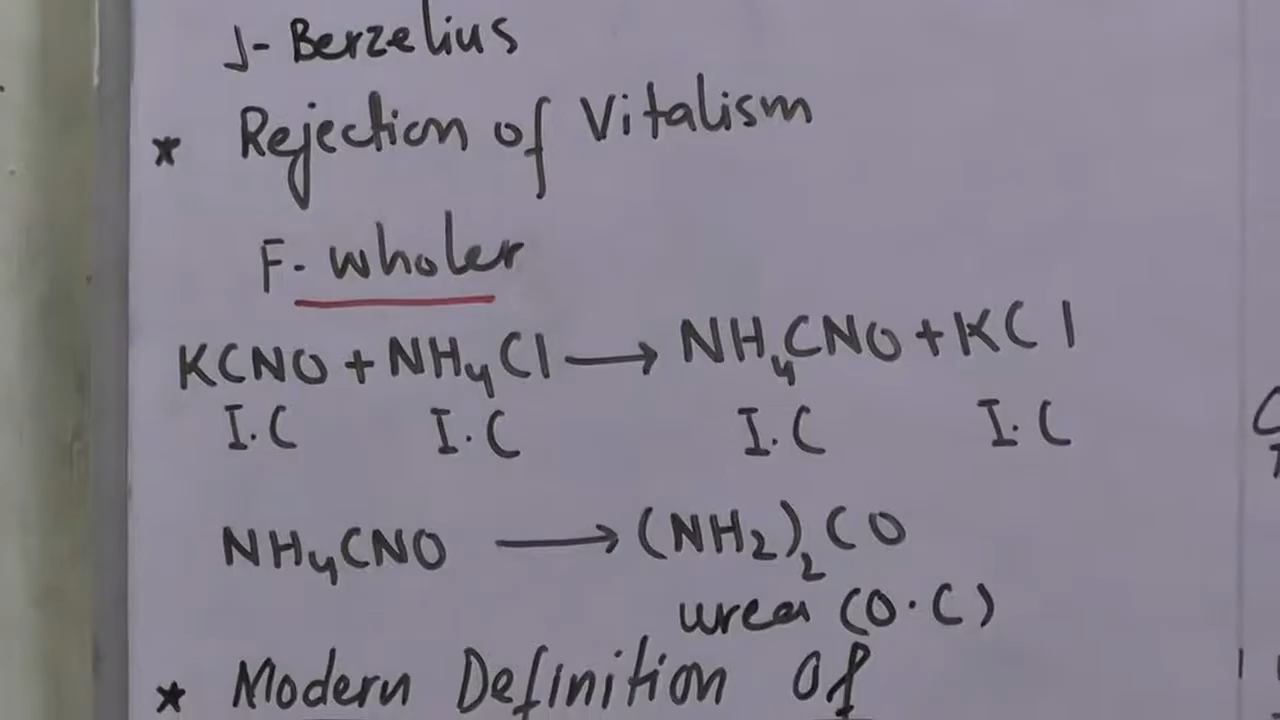 J- Berzelius
* Rejection of Vitalism
F- wholer
KCNO + NH4Cl → NH4CNO + KCl
I.C I.C I.C I.C
NH4CNO → (NH2)2CO
urea (O.C)
* Modern Definition Of